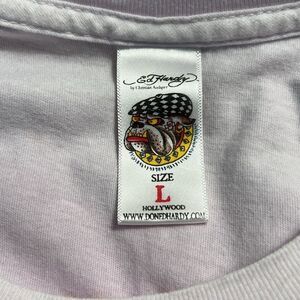 Ed Hardy
by Christian Audigier
SIZE
L
HOLLYWOOD
WWW.DONEDHARDY.COM